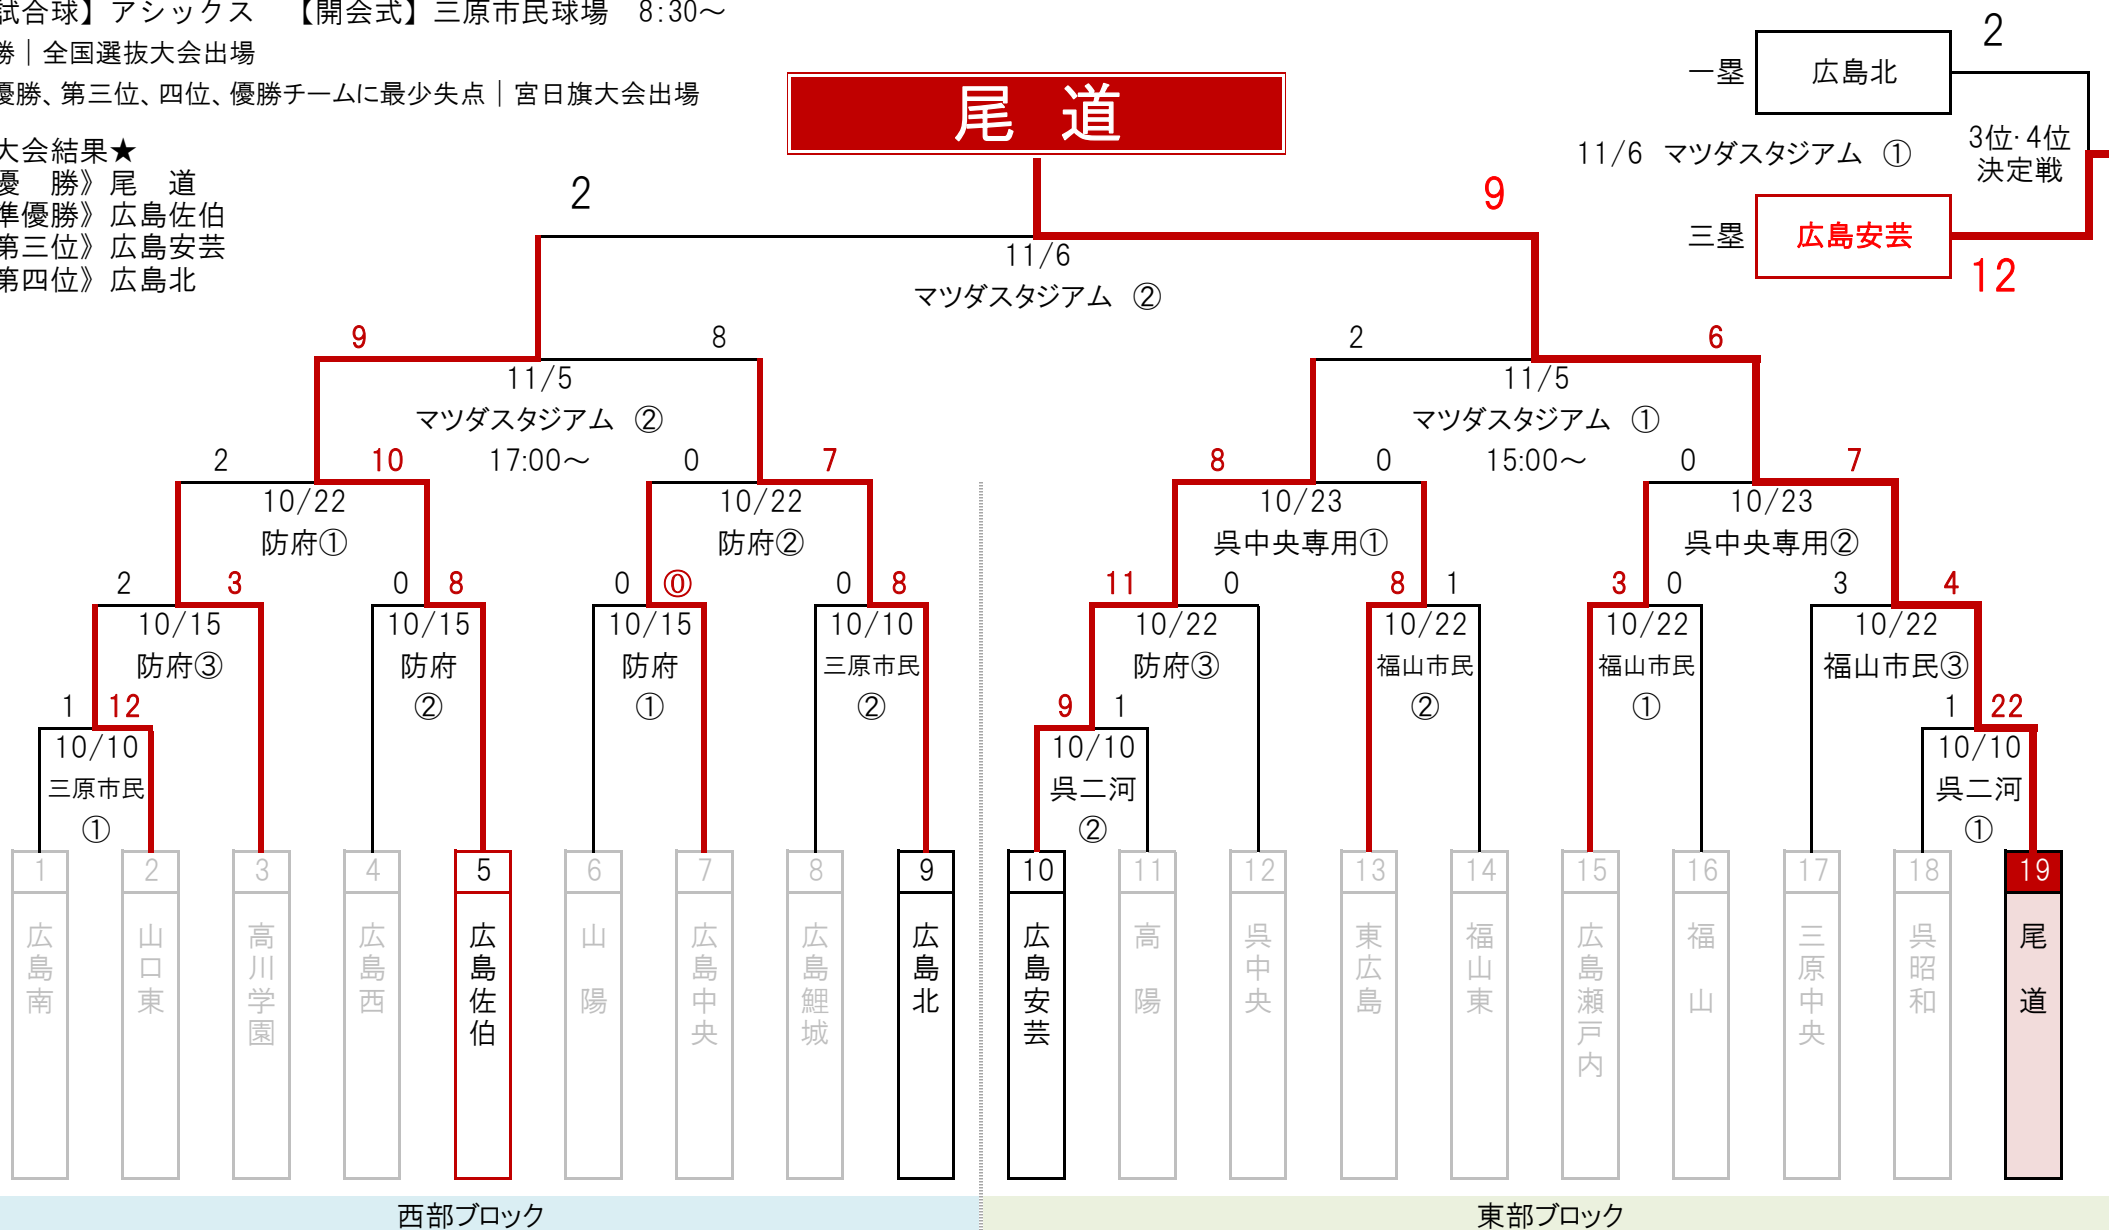 試合球】アシックス　【開会式】三原市民球場　8:30～
勝｜全国選抜大会出場
優勝、第三位、四位、優勝チームに最少失点｜宮日旗大会出場
大会結果★
優　勝》尾　道
準優勝》広島佐伯
第三位》広島安芸
第四位》広島北
尾　道
2
一塁　広島北
11/6　マツダスタジアム　①
3位・4位
決定戦
三塁　広島安芸
12
2　9
11/6
マツダスタジアム　②
9　8　2　6
11/5　11/5
マツダスタジアム　②　マツダスタジアム　①
17:00～　15:00～
2　10　0　7　8　0　0　7
10/22　10/22　10/23　10/23
防府①　防府②　呉中央専用①　呉中央専用②
2　3　0　8　0　⓪　0　8　11　0　8　1　3　0　3　4
10/15　10/15　10/15　10/10　10/22　10/22　10/22　10/22
防府③　防府　防府　三原市民　防府③　福山市民　福山市民　福山市民③
②　①　②　②　①
1　12　9　1　1　22
10/10　10/10　10/10
三原市民　呉二河　呉二河
①　②　①
1　2　3　4　5　6　7　8　9　10　11　12　13　14　15　16　17　18　19
広島南
山口東
高川学園
広島西
広島佐伯
山　陽
広島中央
広島鯉城
広島北
広島安芸
高　陽
呉中央
東広島
福山東
広島瀬戸内
福　山
三原中央
呉昭和
尾　道
西部ブロック　東部ブロック